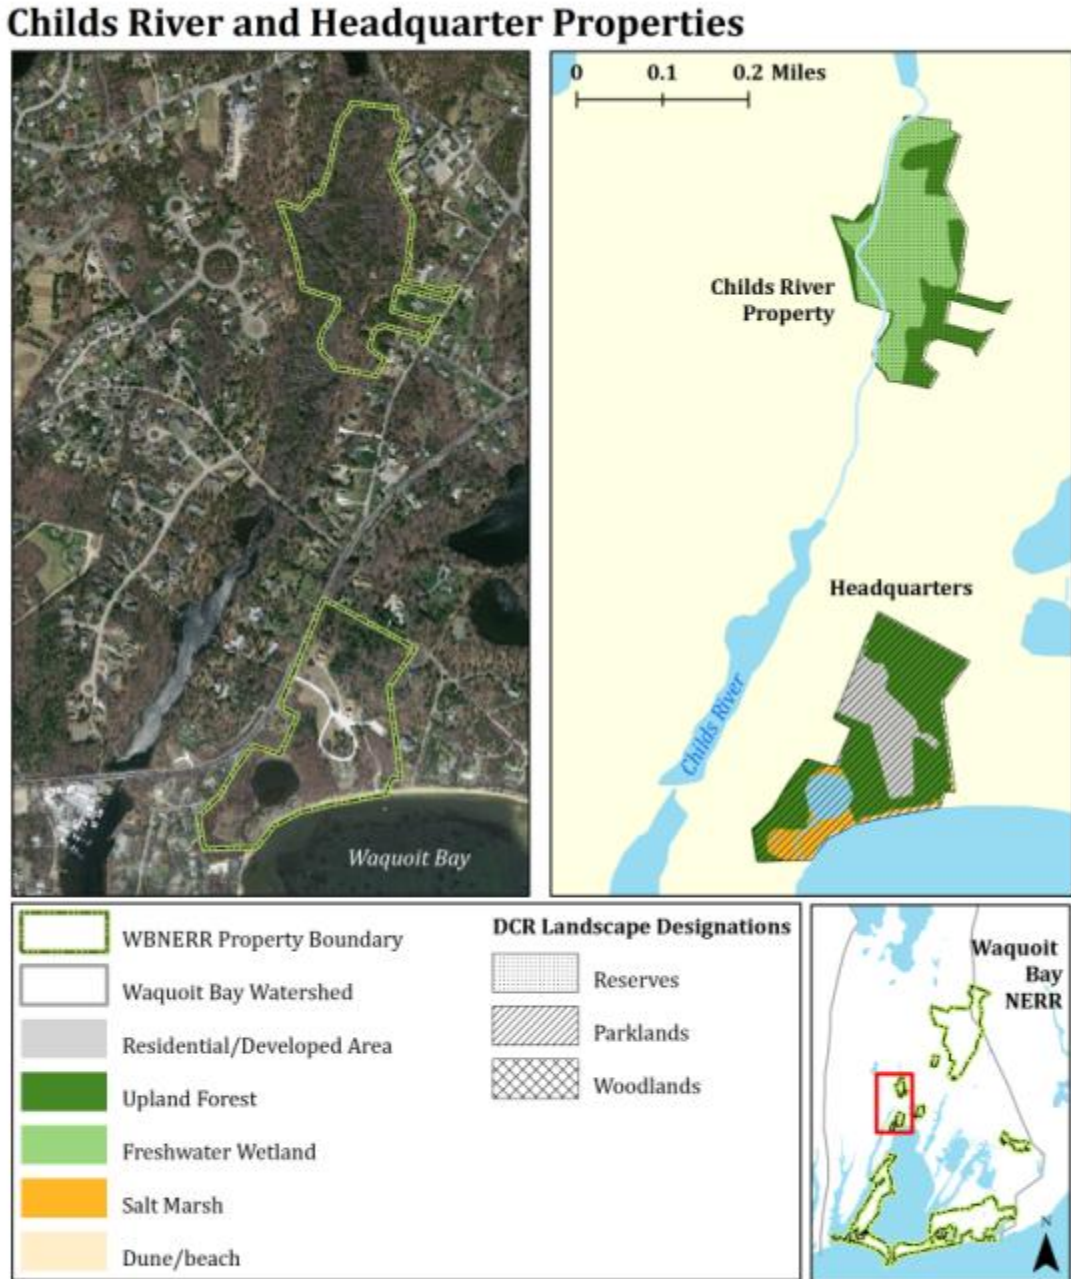 Childs River and Headquarter Properties
Waquoit Bay
0 0.1 0.2 Miles
Childs River
Property
Headquarters
Childs River
WBNERR Property Boundary
Waquoit Bay Watershed
Residential/Developed Area
Upland Forest
Freshwater Wetland
Salt Marsh
Dune/beach
DCR Landscape Designations
Reserves
Parklands
Woodlands
Waquoit
Bay
NERR
N